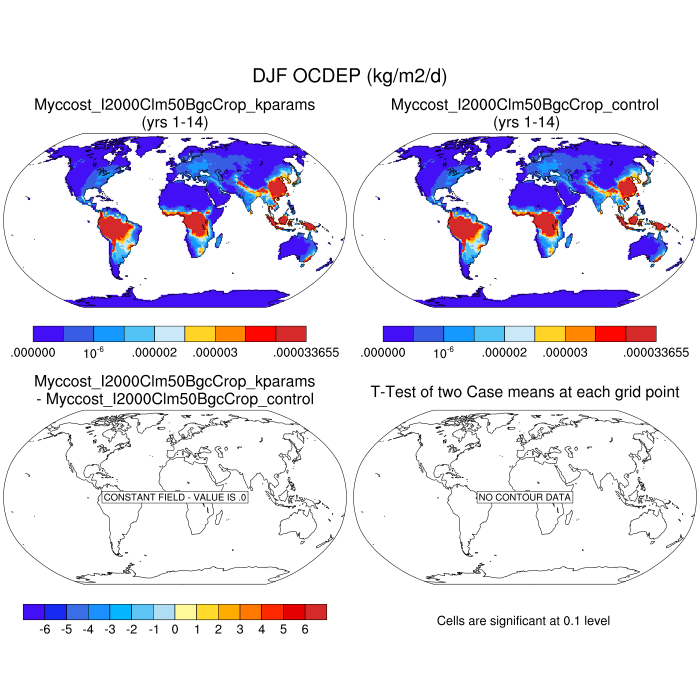 DJF OCDEP (kg/m2/d)
Myccost_I2000Clm50BgcCrop_kparams
(yrs 1-14)
Myccost_I2000Clm50BgcCrop_control
(yrs 1-14)
.000000 10-6 .000002 .000003 .000033655
.000000 10-6 .000002 .000003 .000033655
Myccost_I2000Clm50BgcCrop_kparams
- Myccost_I2000Clm50BgcCrop_control
T-Test of two Case means at each grid point
CONSTANT FIELD - VALUE IS .0
NO CONTOUR DATA
-6 -5 -4 -3 -2 -1 0 1 2 3 4 5 6
Cells are significant at 0.1 level